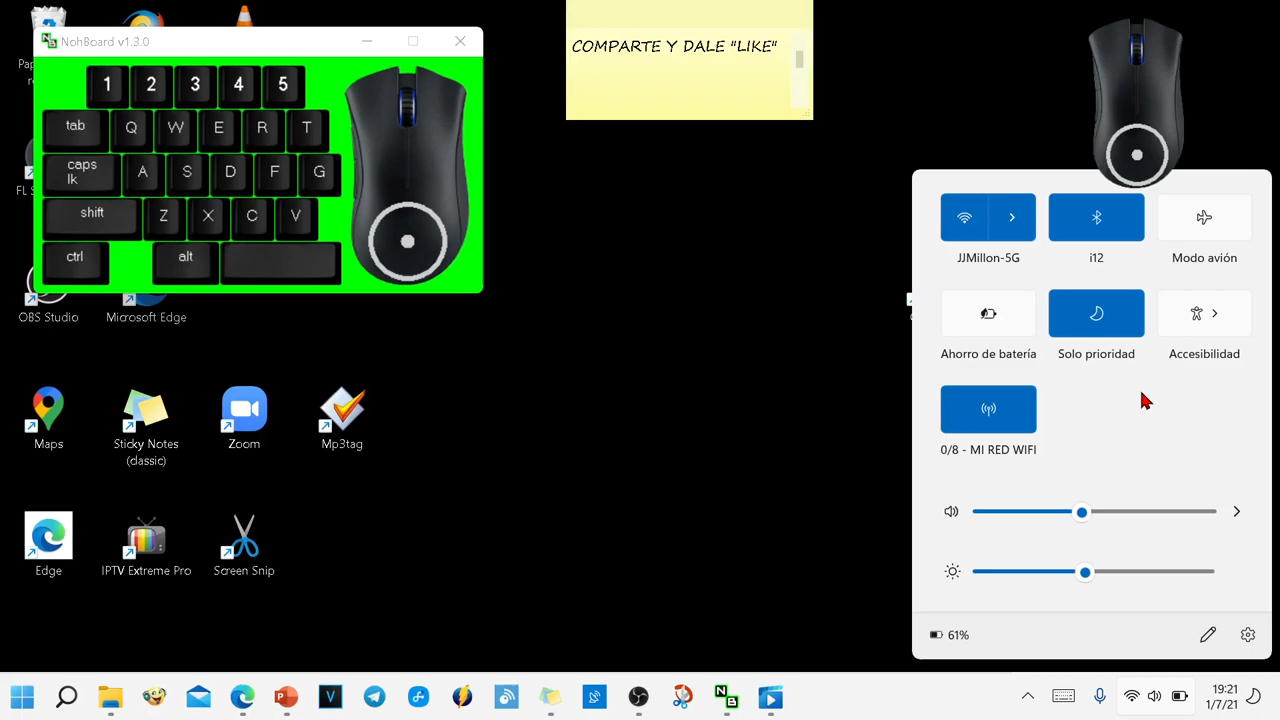 NohBoard v1.3.0
COMPARTE Y DALE "LIKE"
1 2 3 4 5
tab Q W E R T
caps lk A S D F G
shift Z X C V
ctrl alt
OBS Studio
Microsoft Edge
Maps
Sticky Notes (classic)
Zoom
Mp3tag
Edge
IPTV Extreme Pro
Screen Snip
JJMillon-5G
i12
Modo avión
Ahorro de batería
Solo prioridad
Accesibilidad
0/8 - MI RED WIFI
61%
19:21
1/7/21